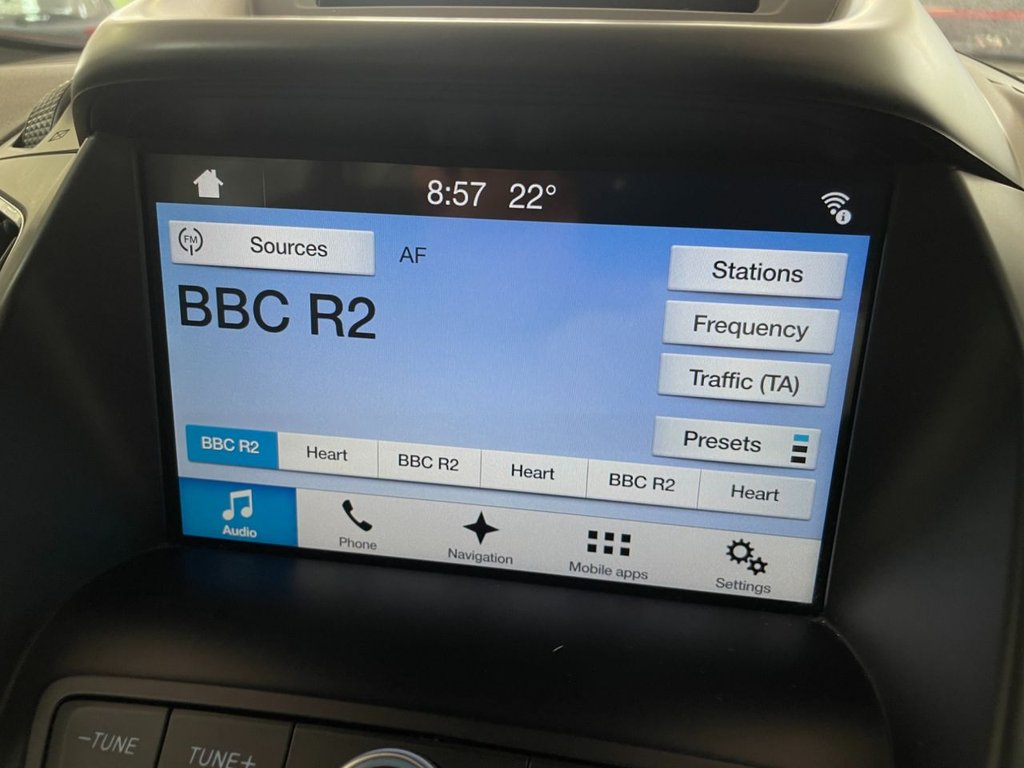 8:57 22°
FM Sources AF
BBC R2
Stations
Frequency
Traffic (TA)
Presets
BBC R2 Heart BBC R2 Heart BBC R2 Heart
Audio Phone Navigation Mobile apps Settings
-TUNE TUNE+